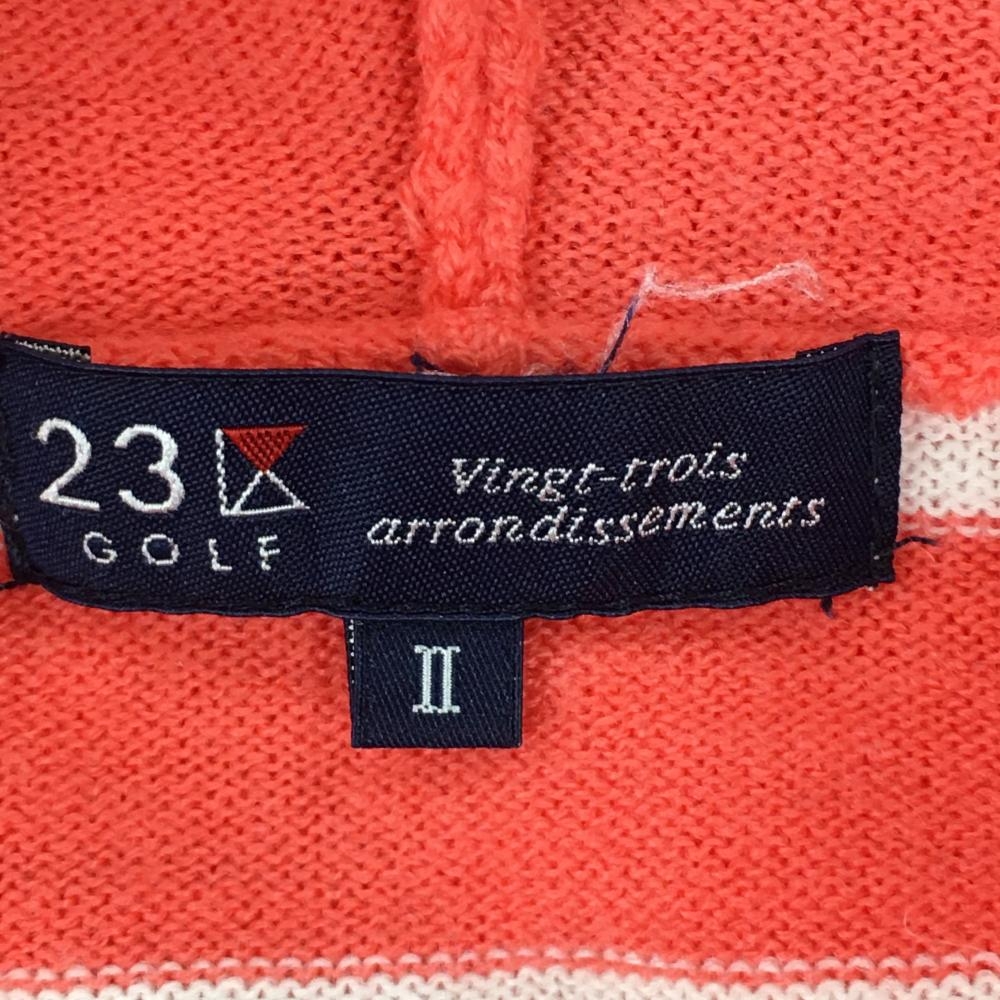 23
GOLF
Vingt-trois
arrondissements
II